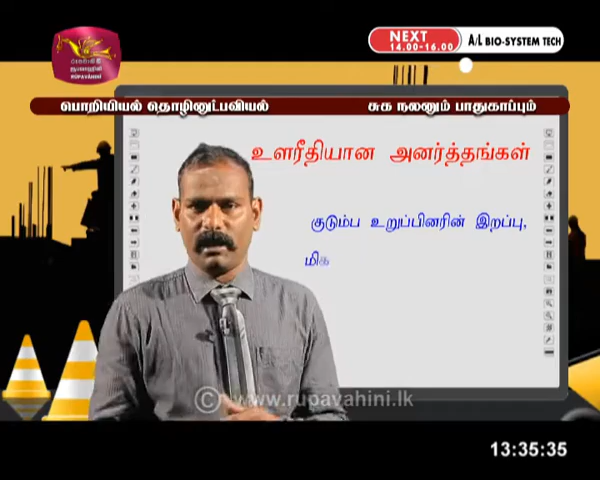 NEXT
14.00-16.00
A/L BIO-SYSTEM TECH
RUPAVAHINI
பொறியியல் தொழினுட்பவியல்
சுக நலனும் பாதுகாப்பும்
உளரீதியான அனர்த்தங்கள்
குடும்ப உறுப்பினரின் இறப்பு,
மிக
© www.rupavahini.lk
13:35:35